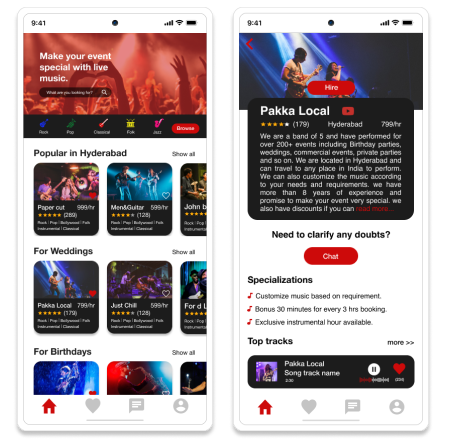 9:41
Make your event
special with live
music.
What are you looking for?
Rock
Pop
Classical
Folk
Jazz
Browse
Popular in Hyderabad
Show all
Paper cut 999/hr
★★★★★ (289)
Rock | Pop | Bollywood | Folk
Instrumental | Classical
Men&Guitar 599/hr
★★★★★ (128)
Rock | Pop | Bollywood | Folk
Instrumental | Classical
John b
Rock | Pop
Instrument
For Weddings
Show all
Pakka Local 799/hr
★★★★★ (179)
Rock | Pop | Bollywood | Folk
Instrumental | Classical
Just Chill 599/hr
★★★★★ (128)
Rock | Pop | Bollywood | Folk
Instrumental | Classical
For d L
Rock | Pop
Instrument
For Birthdays
Show all
9:41
Hire
Pakka Local
★★★★★ (179) Hyderabad 799/hr
We are a band of 5 and have performed for
over 200+ events including Birthday parties,
weddings, commercial events, private parties
and so on. We are located in Hyderabad and
can travel to any place in India to perform.
We can also customize the music according
to your needs and requirements. we have
more than 8 years of experience and
promise to make your event very special. we
also have discounts if you can read more...
Need to clarify any doubts?
Chat
Specializations
Customize music based on requirement.
Bonus 30 minutes for every 3 hrs booking.
Exclusive instrumental hour available.
Top tracks
more >>
Pakka Local
Song track name